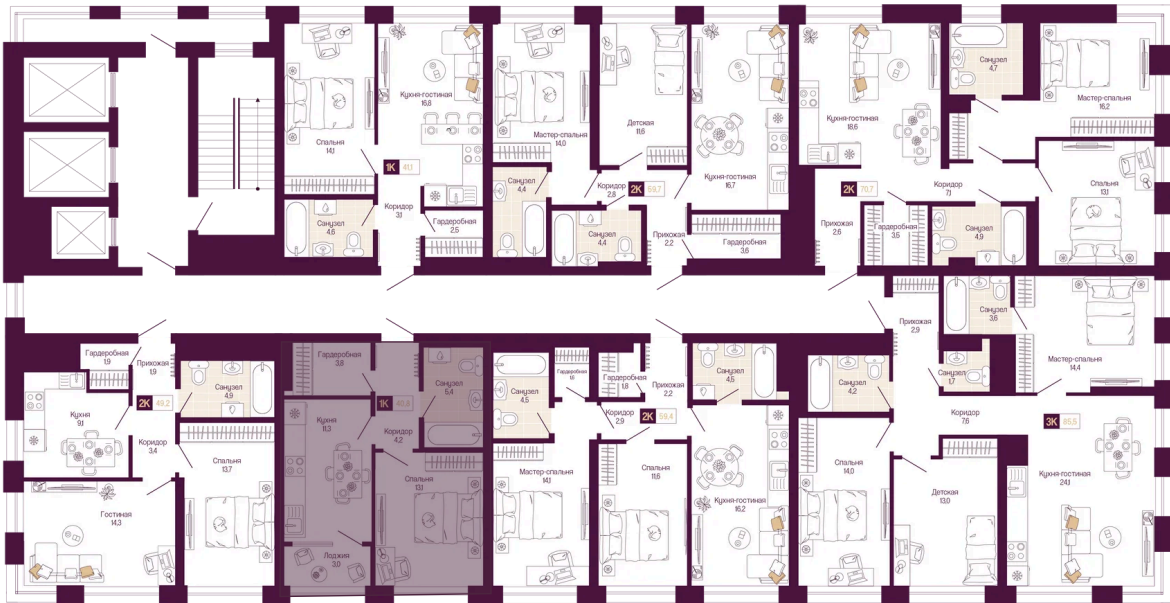 Спальня
14,1
Кухня-гостиная
16,8
1К 41,1
Коридор
3,1
Санузел
4,6
Гардеробная
2,5
Мастер-спальня
14,0
Детская
11,6
Кухня-гостиная
16,7
Санузел
4,4
Коридор
2,8
2К 59,7
Санузел
4,4
Прихожая
2,2
Гардеробная
3,6
Кухня-гостиная
18,6
Санузел
4,7
Мастер-спальня
16,2
2К 70,7
Коридор
7,1
Спальня
13,1
Прихожая
2,6
Гардеробная
3,5
Санузел
4,9
Гардеробная
1,9
Прихожая
1,9
Кухня
9,1
2К 49,2
Санузел
4,9
Коридор
3,4
Спальня
13,7
Гостиная
14,3
Гардеробная
3,8
Санузел
5,4
Кухня
11,3
1К
Коридор
4,2
Спальня
13,1
Лоджия
3,0
Санузел
4,5
Гардеробная
Гардеробная
1,8
Прихожая
2,2
Санузел
4,5
Коридор
2,9
2К 59,4
Мастер-спальня
14,1
Спальня
11,6
Кухня-гостиная
16,2
Прихожая
2,9
Санузел
3,6
Мастер-спальня
14,4
Санузел
4,2
Санузел
1,7
Коридор
7,6
3К 85,5
Спальня
14,0
Детская
13,0
Кухня-гостиная
24,1